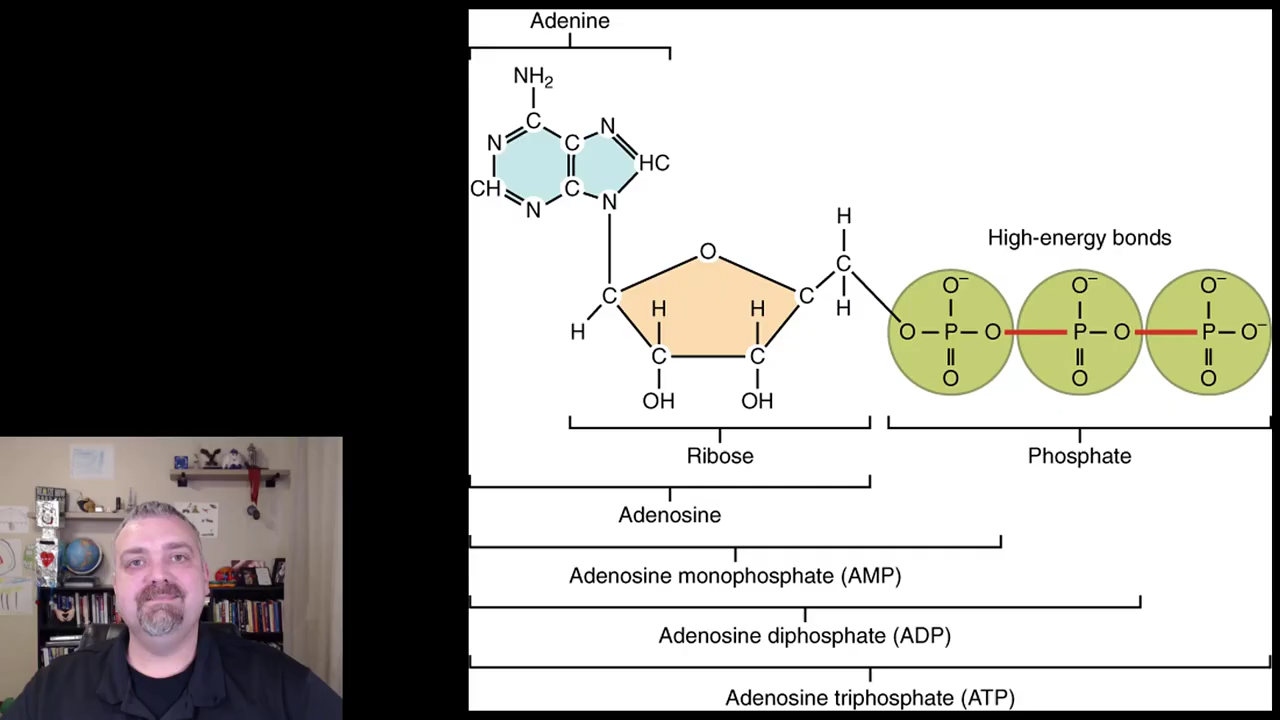 Adenine
NH₂
C
N C N HC
CH N C N
H
O C High-energy bonds
C H H C H O⁻ O⁻ O⁻
H O P O P O P O⁻
C C O O O
OH OH
Ribose Phosphate
Adenosine
Adenosine monophosphate (AMP)
Adenosine diphosphate (ADP)
Adenosine triphosphate (ATP)